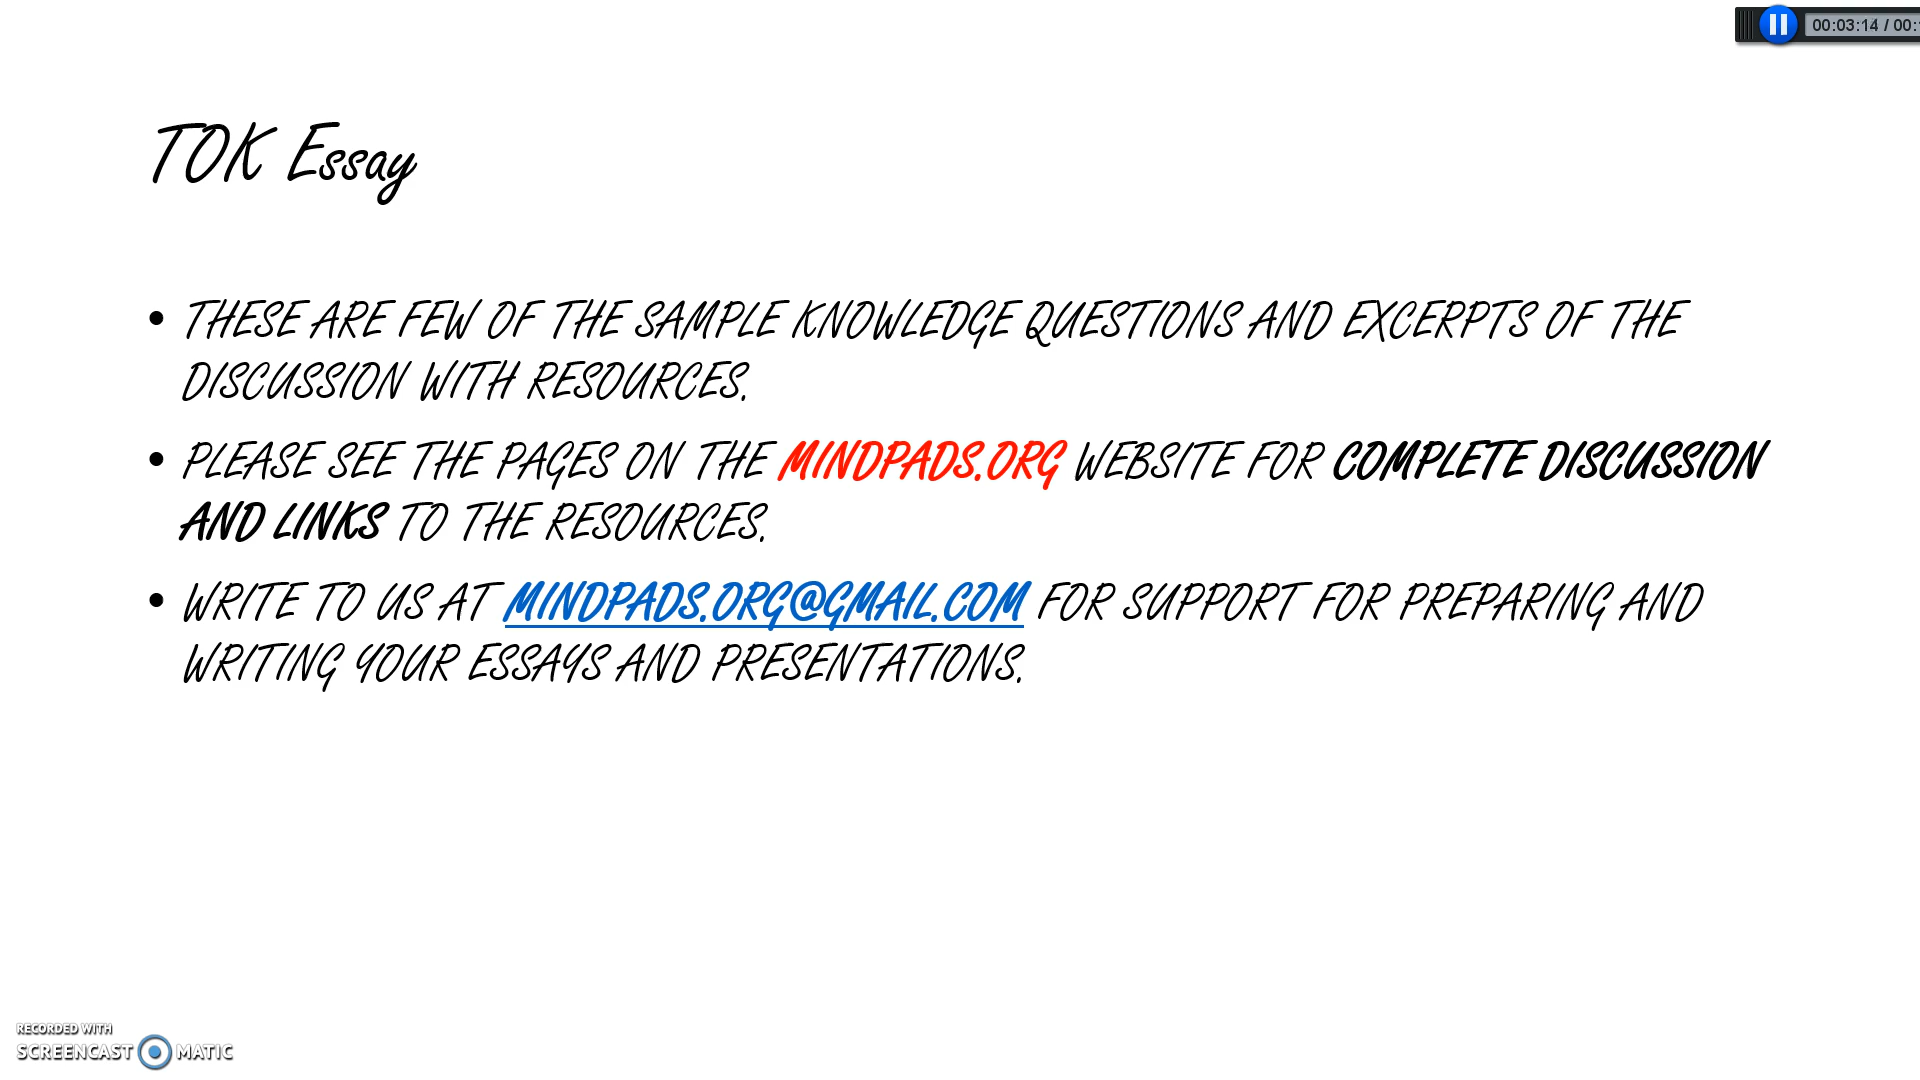 00:03:14 / 00:
TOK Essay
• THESE ARE FEW OF THE SAMPLE KNOWLEDGE QUESTIONS AND EXCERPTS OF THE
DISCUSSION WITH RESOURCES.
• PLEASE SEE THE PAGES ON THE MINDPADS.ORG WEBSITE FOR COMPLETE DISCUSSION
AND LINKS TO THE RESOURCES.
• WRITE TO US AT MINDPADS.ORG@GMAIL.COM FOR SUPPORT FOR PREPARING AND
WRITING YOUR ESSAYS AND PRESENTATIONS.
RECORDED WITH
SCREENCAST MATIC